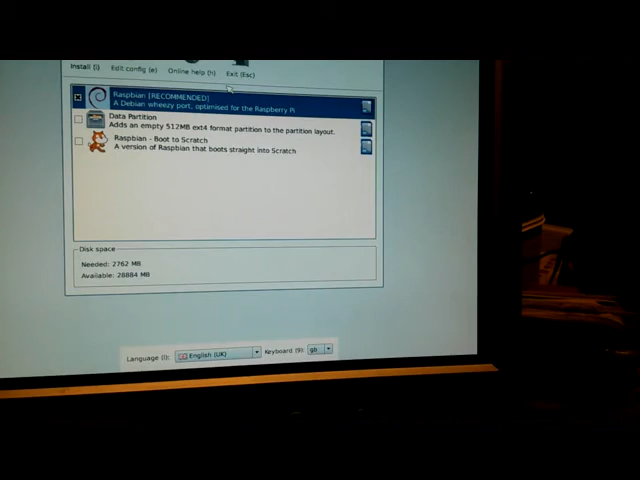 Install (i) Edit config (e) Online help (h) Exit (Esc)
Raspbian [RECOMMENDED]
A Debian wheezy port, optimised for the Raspberry Pi
Data Partition
Adds an empty 512MB ext4 format partition to the partition layout.
Raspbian - Boot to Scratch
A version of Raspbian that boots straight into Scratch
Disk space
Needed: 2762 MB
Available: 28884 MB
Language (l): English (UK) Keyboard (9): gb